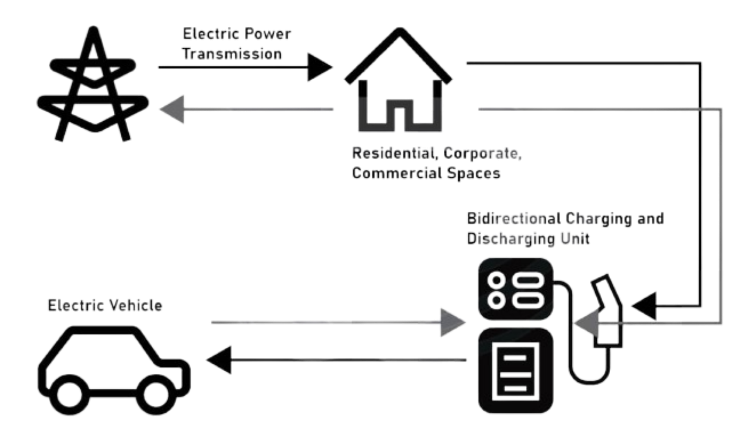 Electric Power
Transmission
Residential, Corporate,
Commercial Spaces
Bidirectional Charging and
Discharging Unit
Electric Vehicle